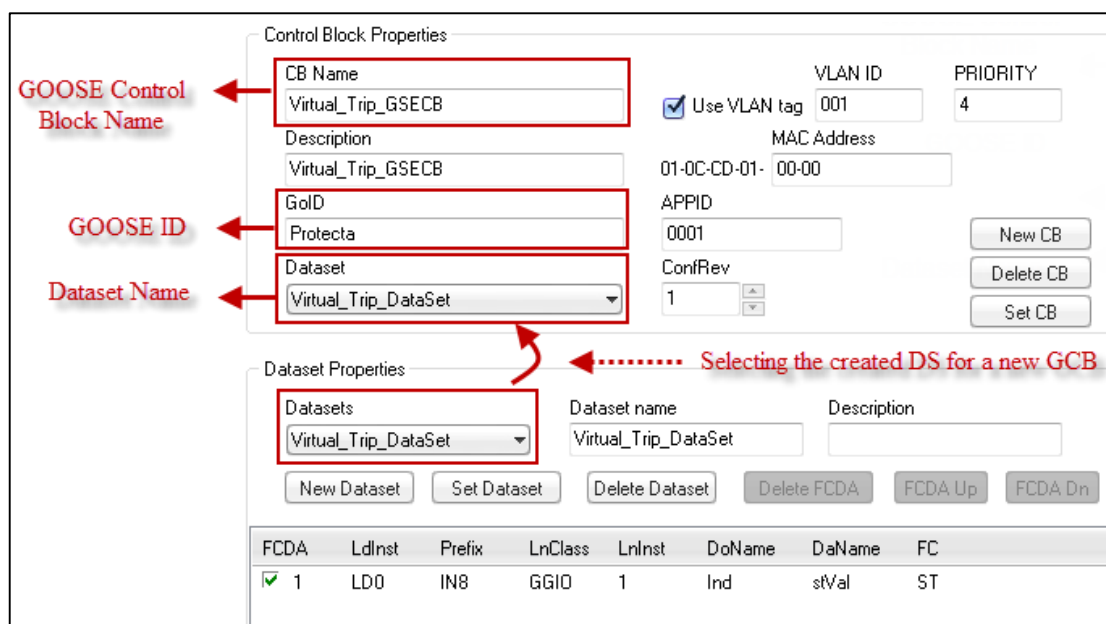 Control Block Properties
CB Name
VLAN ID
PRIORITY
GOOSE Control
Block Name
Virtual_Trip_GSECB
Use VLAN tag
001
4
Description
MAC Address
Virtual_Trip_GSECB
01-0C-CD-01-
00-00
GoID
APPID
GOOSE ID
Protecta
0001
New CB
Dataset
ConfRev
Delete CB
Dataset Name
Virtual_Trip_DataSet
1
Set CB
Selecting the created DS for a new GCB
Dataset Properties
Datasets
Dataset name
Description
Virtual_Trip_DataSet
Virtual_Trip_DataSet
New Dataset
Set Dataset
Delete Dataset
Delete FCDA
FCDA Up
FCDA Dn
FCDA LdInst Prefix LnClass LnInst DoName DaName FC
1 LD0 IN8 GGIO 1 Ind stVal ST